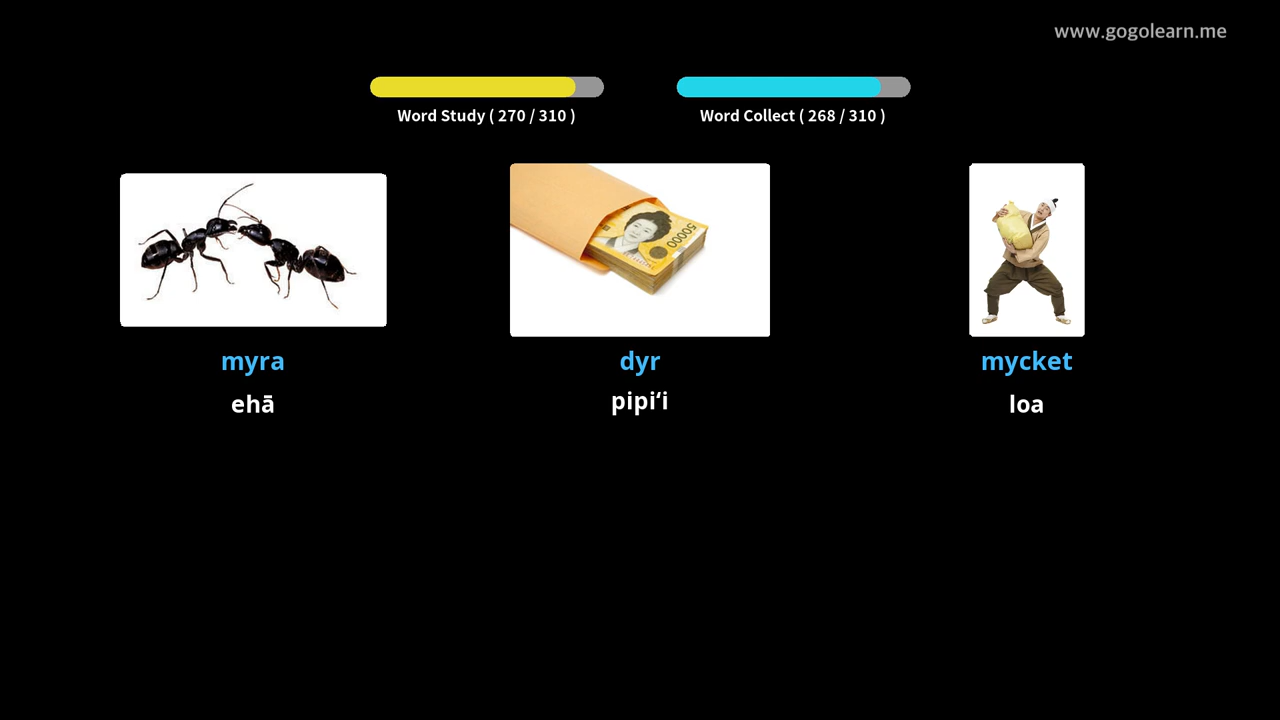 www.gogolearn.me
Word Study ( 270 / 310 )
Word Collect ( 268 / 310 )
50000
myra
dyr
mycket
ehā
pipiʻi
loa